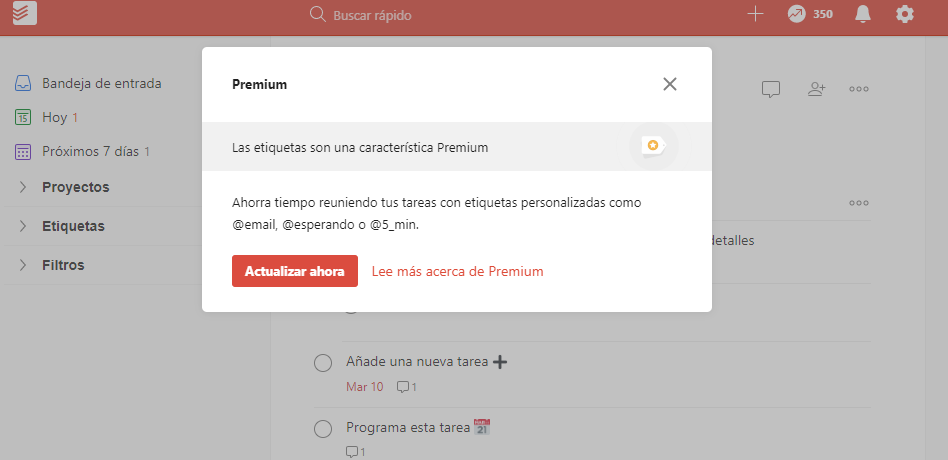 Buscar rápido
350
Bandeja de entrada
15 Hoy 1
Próximos 7 días 1
Proyectos
Etiquetas
Filtros
Premium
Las etiquetas son una característica Premium
Ahorra tiempo reuniendo tus tareas con etiquetas personalizadas como
@email, @esperando o @5_min.
Actualizar ahora
Lee más acerca de Premium
detalles
Añade una nueva tarea
Mar 10 1
Programa esta tarea 21
1